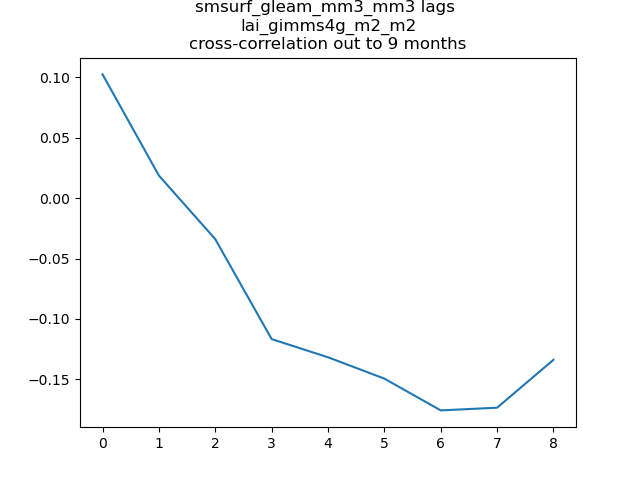 smsurf_gleam_mm3_mm3 lags
lai_gimms4g_m2_m2
cross-correlation out to 9 months
0.10
0.05
0.00
−0.05
−0.10
−0.15
0 1 2 3 4 5 6 7 8